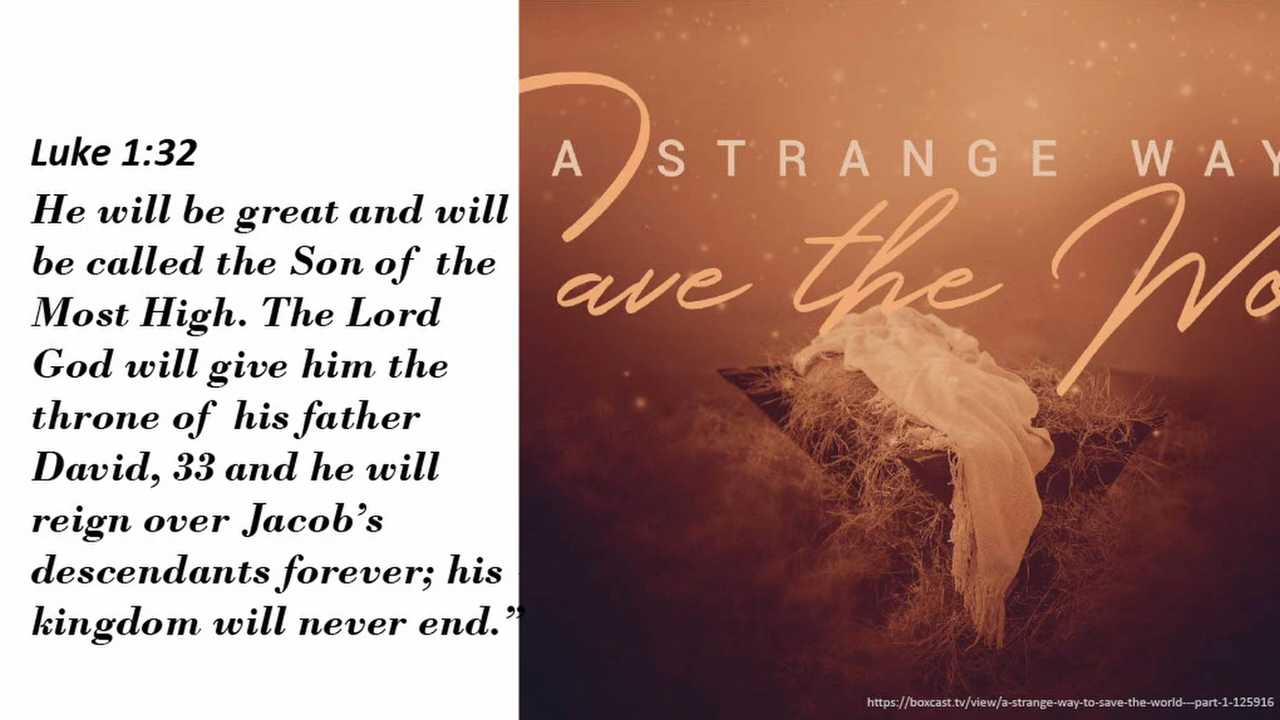 Luke 1:32
He will be great and will
be called the Son of the
Most High. The Lord
God will give him the
throne of his father
David, 33 and he will
reign over Jacob’s
descendants forever; his
kingdom will never end.”
A STRANGE WAY
ave the Wo
https://boxcast.tv/view/a-strange-way-to-save-the-world---part-1-125916